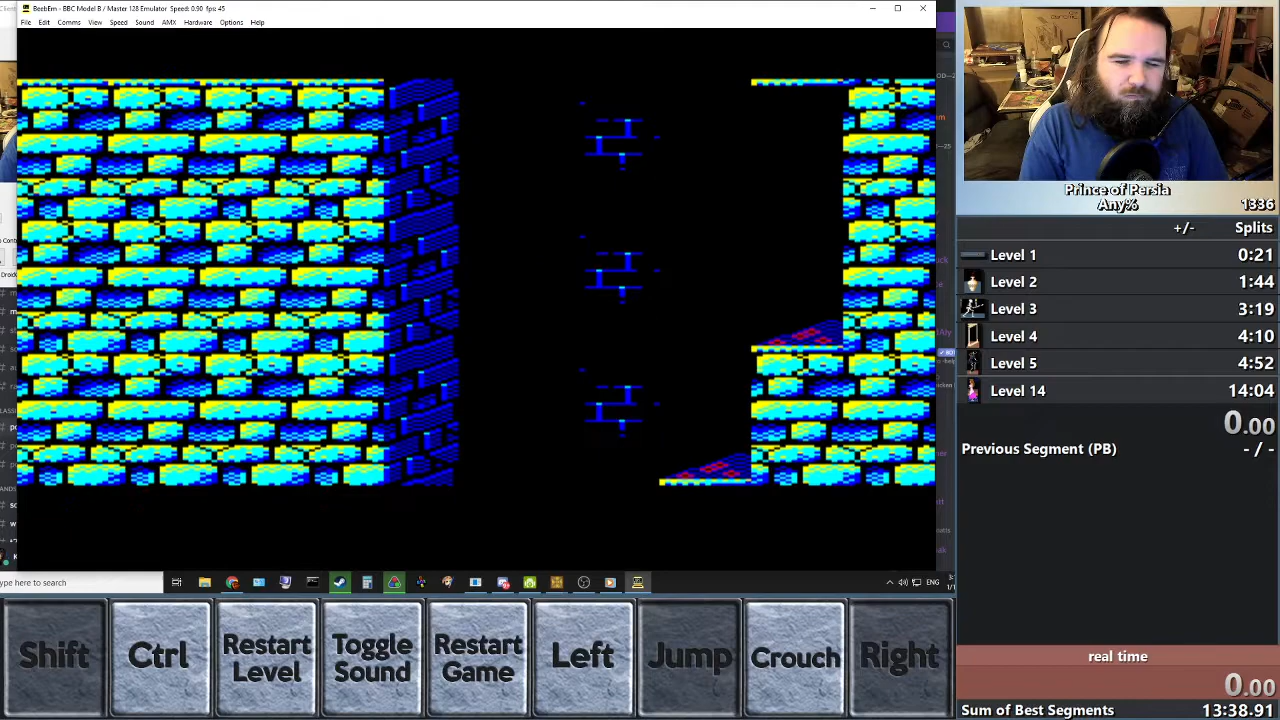 BeebEm - BBC Model B / Master 128 Emulator Speed: 0.90 fps: 45
File Edit Comms View Speed Sound AMX Hardware Options Help
Prince of Persia
Any% 1336
+/- Splits
Level 1 0:21
Level 2 1:44
Level 3 3:19
Level 4 4:10
Level 5 4:52
Level 14 14:04
0.00
Previous Segment (PB) - / -
ype here to search
ENG
Shift
Ctrl
Restart Level
Toggle Sound
Restart Game
Left
Jump
Crouch
Right
real time
0.00
Sum of Best Segments 13:38.91